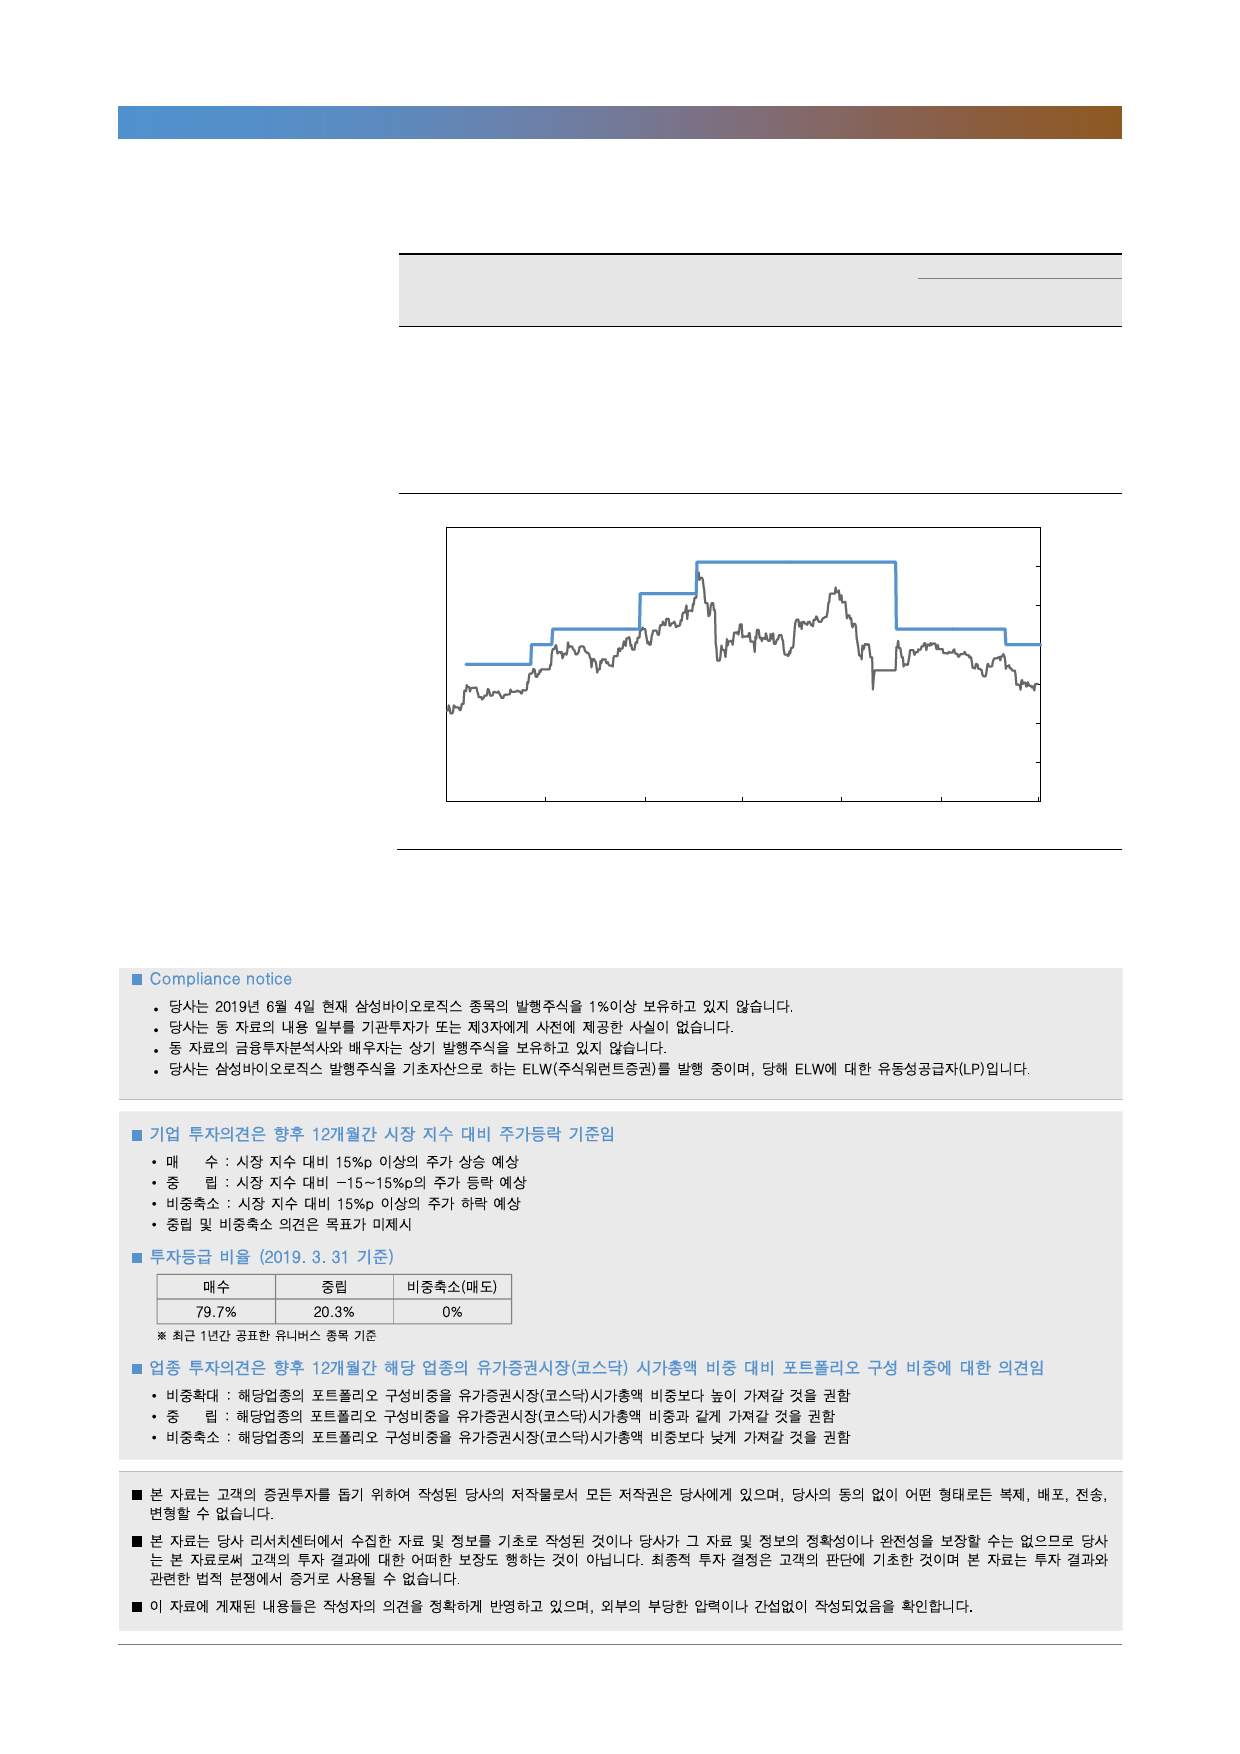 ■ Compliance notice
• 당사는 2019년 6월 4일 현재 삼성바이오로직스 종목의 발행주식을 1%이상 보유하고 있지 않습니다.
• 당사는 동 자료의 내용 일부를 기관투자가 또는 제3자에게 사전에 제공한 사실이 없습니다.
• 동 자료의 금융투자분석사와 배우자는 상기 발행주식을 보유하고 있지 않습니다.
• 당사는 삼성바이오로직스 발행주식을 기초자산으로 하는 ELW(주식워런트증권)를 발행 중이며, 당해 ELW에 대한 유동성공급자(LP)입니다.
■ 기업 투자의견은 향후 12개월간 시장 지수 대비 주가등락 기준임
• 매 수 : 시장 지수 대비 15%p 이상의 주가 상승 예상
• 중 립 : 시장 지수 대비 -15~15%p의 주가 등락 예상
• 비중축소 : 시장 지수 대비 15%p 이상의 주가 하락 예상
• 중립 및 비중축소 의견은 목표가 미제시
■ 투자등급 비율 (2019. 3. 31 기준)
매수 중립 비중축소(매도)
79.7% 20.3% 0%
※ 최근 1년간 공표한 유니버스 종목 기준
■ 업종 투자의견은 향후 12개월간 해당 업종의 유가증권시장(코스닥) 시가총액 비중 대비 포트폴리오 구성 비중에 대한 의견임
• 비중확대 : 해당업종의 포트폴리오 구성비중을 유가증권시장(코스닥)시가총액 비중보다 높이 가져갈 것을 권함
• 중 립 : 해당업종의 포트폴리오 구성비중을 유가증권시장(코스닥)시가총액 비중과 같게 가져갈 것을 권함
• 비중축소 : 해당업종의 포트폴리오 구성비중을 유가증권시장(코스닥)시가총액 비중보다 낮게 가져갈 것을 권함
■ 본 자료는 고객의 증권투자를 돕기 위하여 작성된 당사의 저작물로서 모든 저작권은 당사에게 있으며, 당사의 동의 없이 어떤 형태로든 복제, 배포, 전송,
변형할 수 없습니다.
■ 본 자료는 당사 리서치센터에서 수집한 자료 및 정보를 기초로 작성된 것이나 당사가 그 자료 및 정보의 정확성이나 완전성을 보장할 수는 없으므로 당사
는 본 자료로써 고객의 투자 결과에 대한 어떠한 보장도 행하는 것이 아닙니다. 최종적 투자 결정은 고객의 판단에 기초한 것이며 본 자료는 투자 결과와
관련한 법적 분쟁에서 증거로 사용될 수 없습니다.
■ 이 자료에 게재된 내용들은 작성자의 의견을 정확하게 반영하고 있으며, 외부의 부당한 압력이나 간섭없이 작성되었음을 확인합니다.